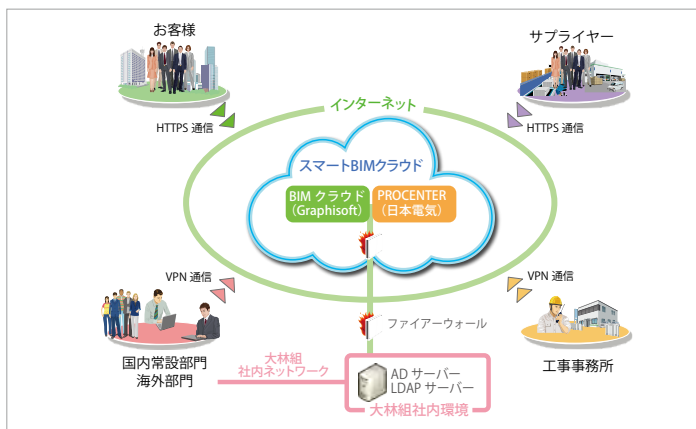 お客様
サプライヤー
インターネット
HTTPS 通信
HTTPS 通信
スマートBIMクラウド
BIM クラウド
(Graphisoft)
PROCENTER
(日本電気)
VPN 通信
VPN 通信
ファイアーウォール
国内常設部門
海外部門
大林組
社内ネットワーク
AD サーバー
LDAP サーバー
大林組社内環境
工事事務所